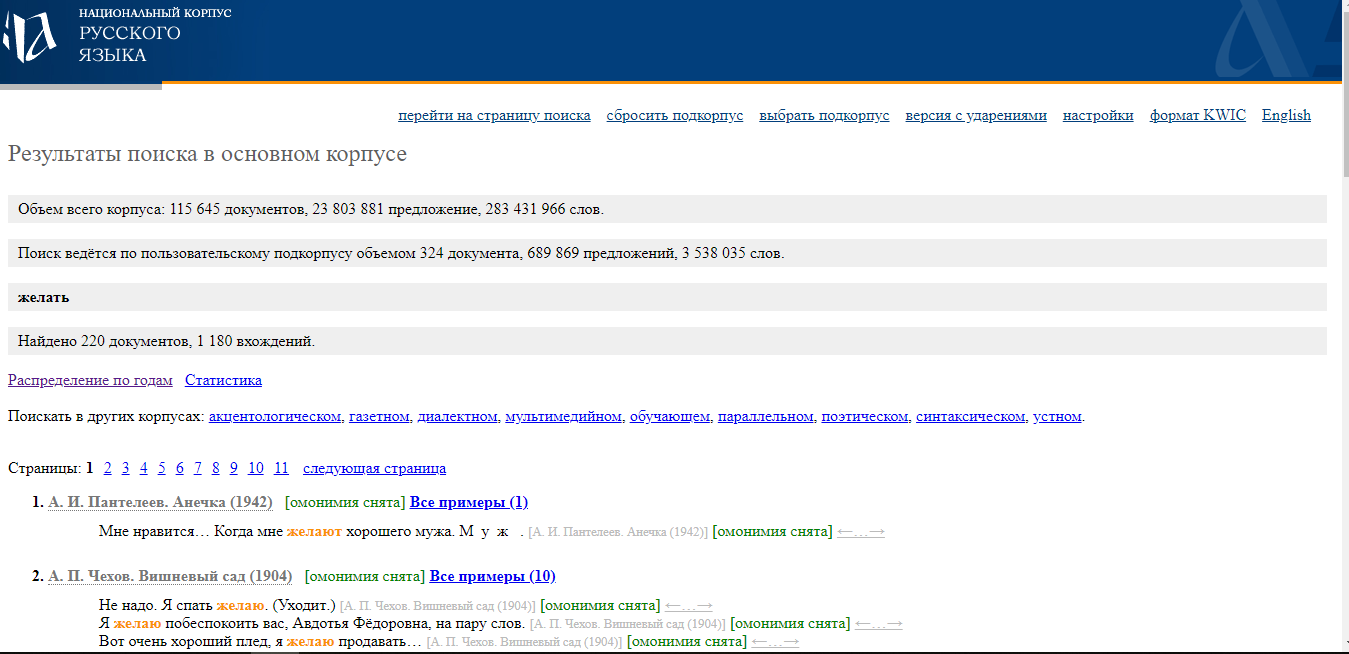 НАЦИОНАЛЬНЫЙ КОРПУС
РУССКОГО
ЯЗЫКА
перейти на страницу поиска сбросить подкорпус выбрать подкорпус версия с ударениями настройки формат KWIC English
Результаты поиска в основном корпусе
Объем всего корпуса: 115 645 документов, 23 803 881 предложение, 283 431 966 слов.
Поиск ведётся по пользовательскому подкорпусу объемом 324 документа, 689 869 предложений, 3 538 035 слов.
желать
Найдено 220 документов, 1 180 вхождений.
Распределение по годам Статистика
Поискать в других корпусах: акцентологическом, газетном, диалектном, мультимедийном, обучающем, параллельном, поэтическом, синтаксическом, устном.
Страницы: 1 2 3 4 5 6 7 8 9 10 11 следующая страница
1. А. И. Пантелеев. Анечка (1942) [омонимия снята] Все примеры (1)
Мне нравится… Когда мне желают хорошего мужа. М у ж . [А. И. Пантелеев. Анечка (1942)] [омонимия снята] ←…→
2. А. П. Чехов. Вишневый сад (1904) [омонимия снята] Все примеры (10)
Не надо. Я спать желаю. (Уходит.) [А. П. Чехов. Вишневый сад (1904)] [омонимия снята] ←…→
Я желаю побеспокоить вас, Авдотья Фёдоровна, на пару слов. [А. П. Чехов. Вишневый сад (1904)] [омонимия снята] ←…→
Вот очень хороший плед, я желаю продавать… [А. П. Чехов. Вишневый сад (1904)] [омонимия снята] ←…→